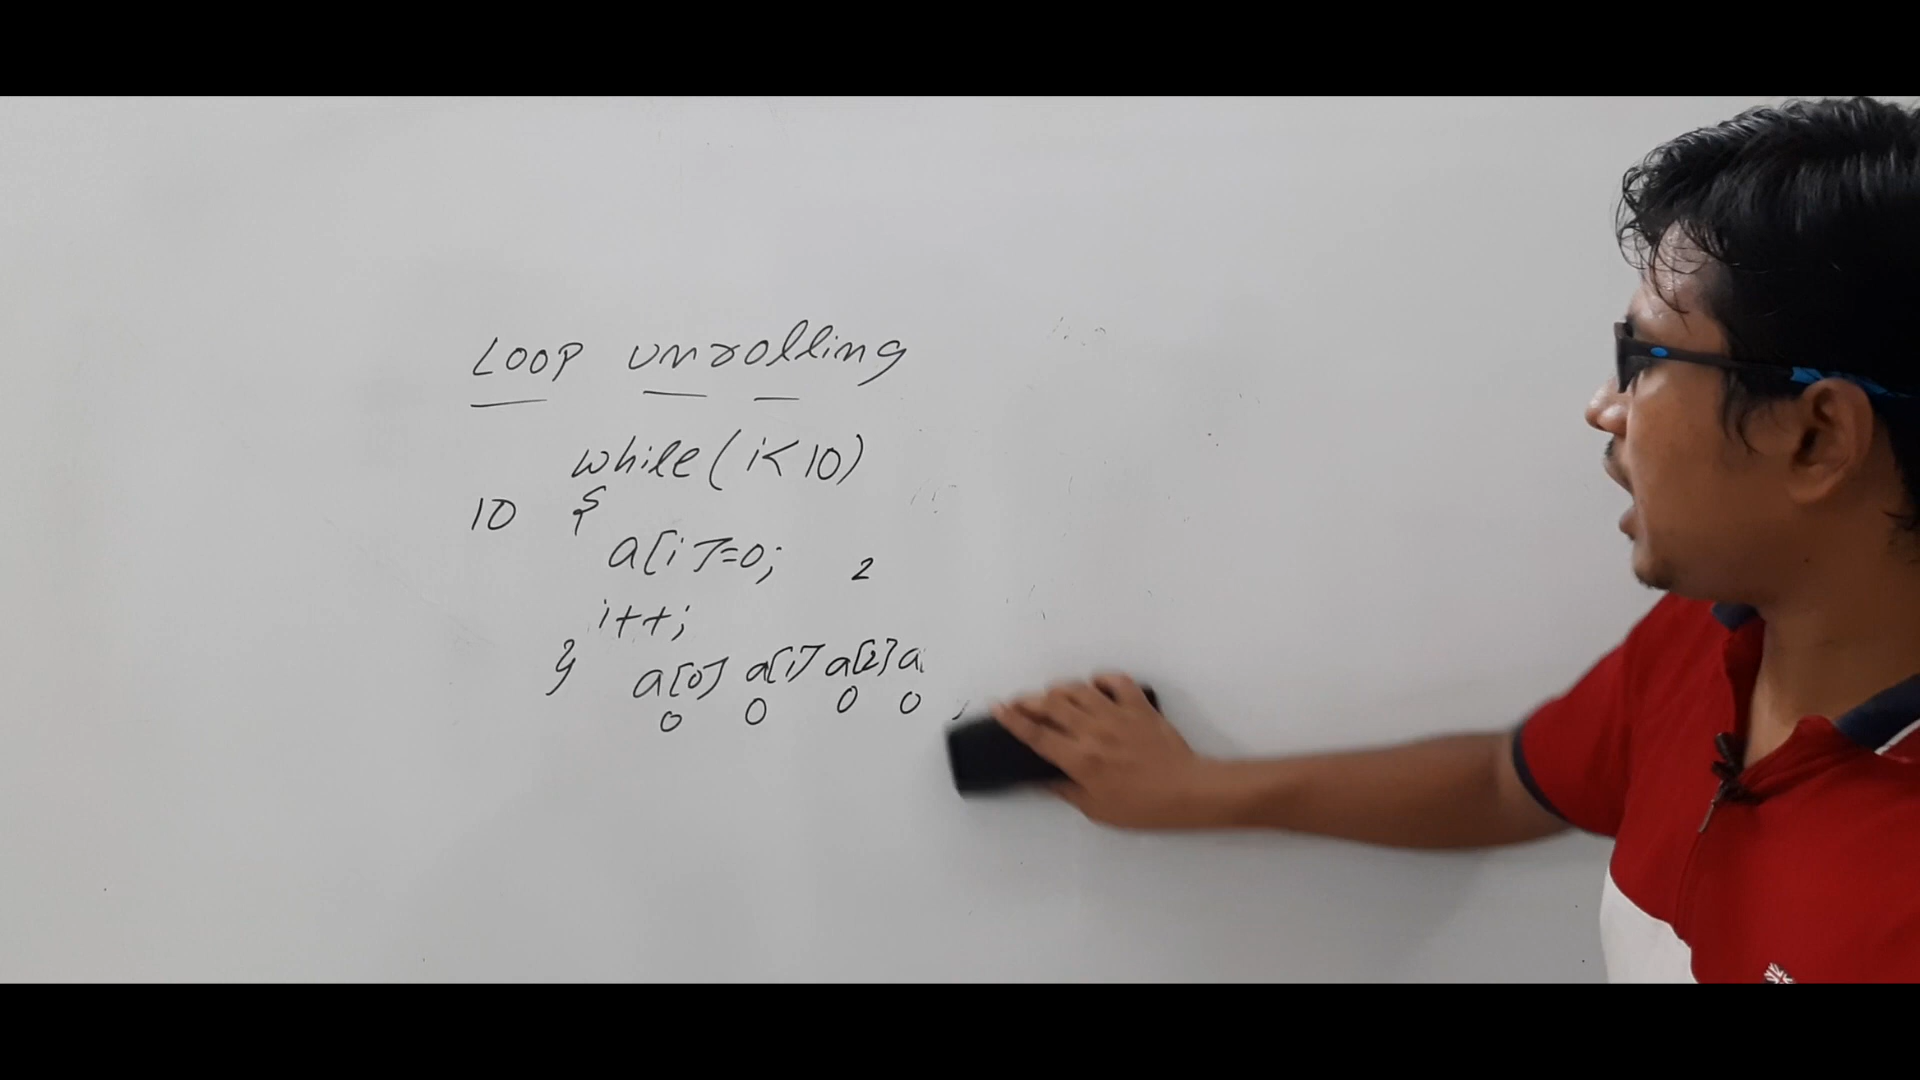 Loop unrolling
while(i<10)
10 {
a[i]=0; 2
i++;
} a[0] a[1] a[2] a
0 0 0 0